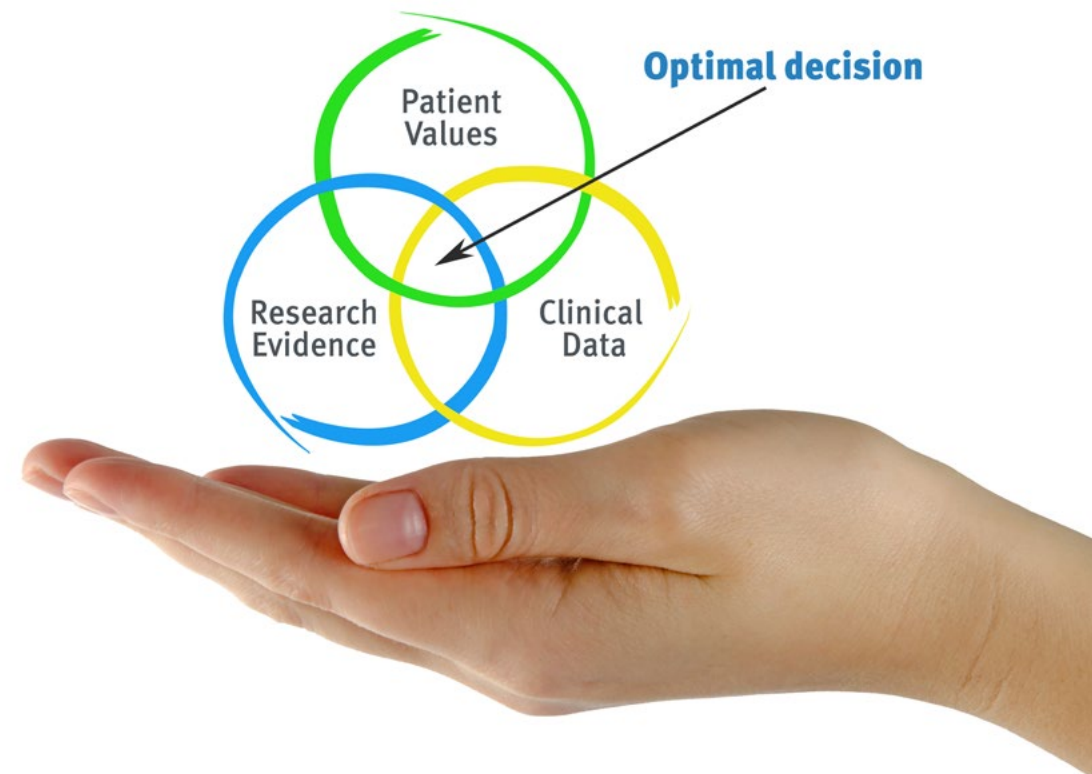 Optimal decision
Patient
Values
Research
Evidence
Clinical
Data